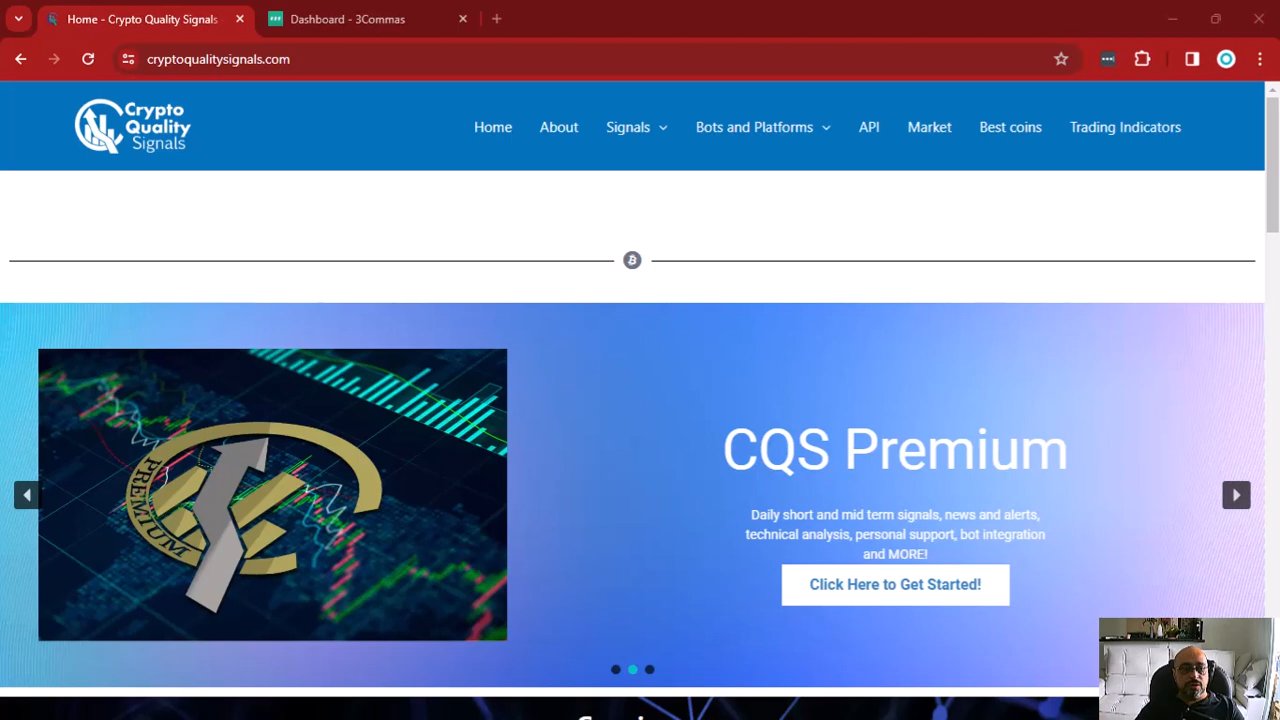 Home - Crypto Quality Signals
Dashboard - 3Commas
cryptoqualitysignals.com
Crypto
Quality
Signals
Home
About
Signals
Bots and Platforms
API
Market
Best coins
Trading Indicators
PREMIUM
CQS Premium
Daily short and mid term signals, news and alerts,
technical analysis, personal support, bot integration
and MORE!
Click Here to Get Started!